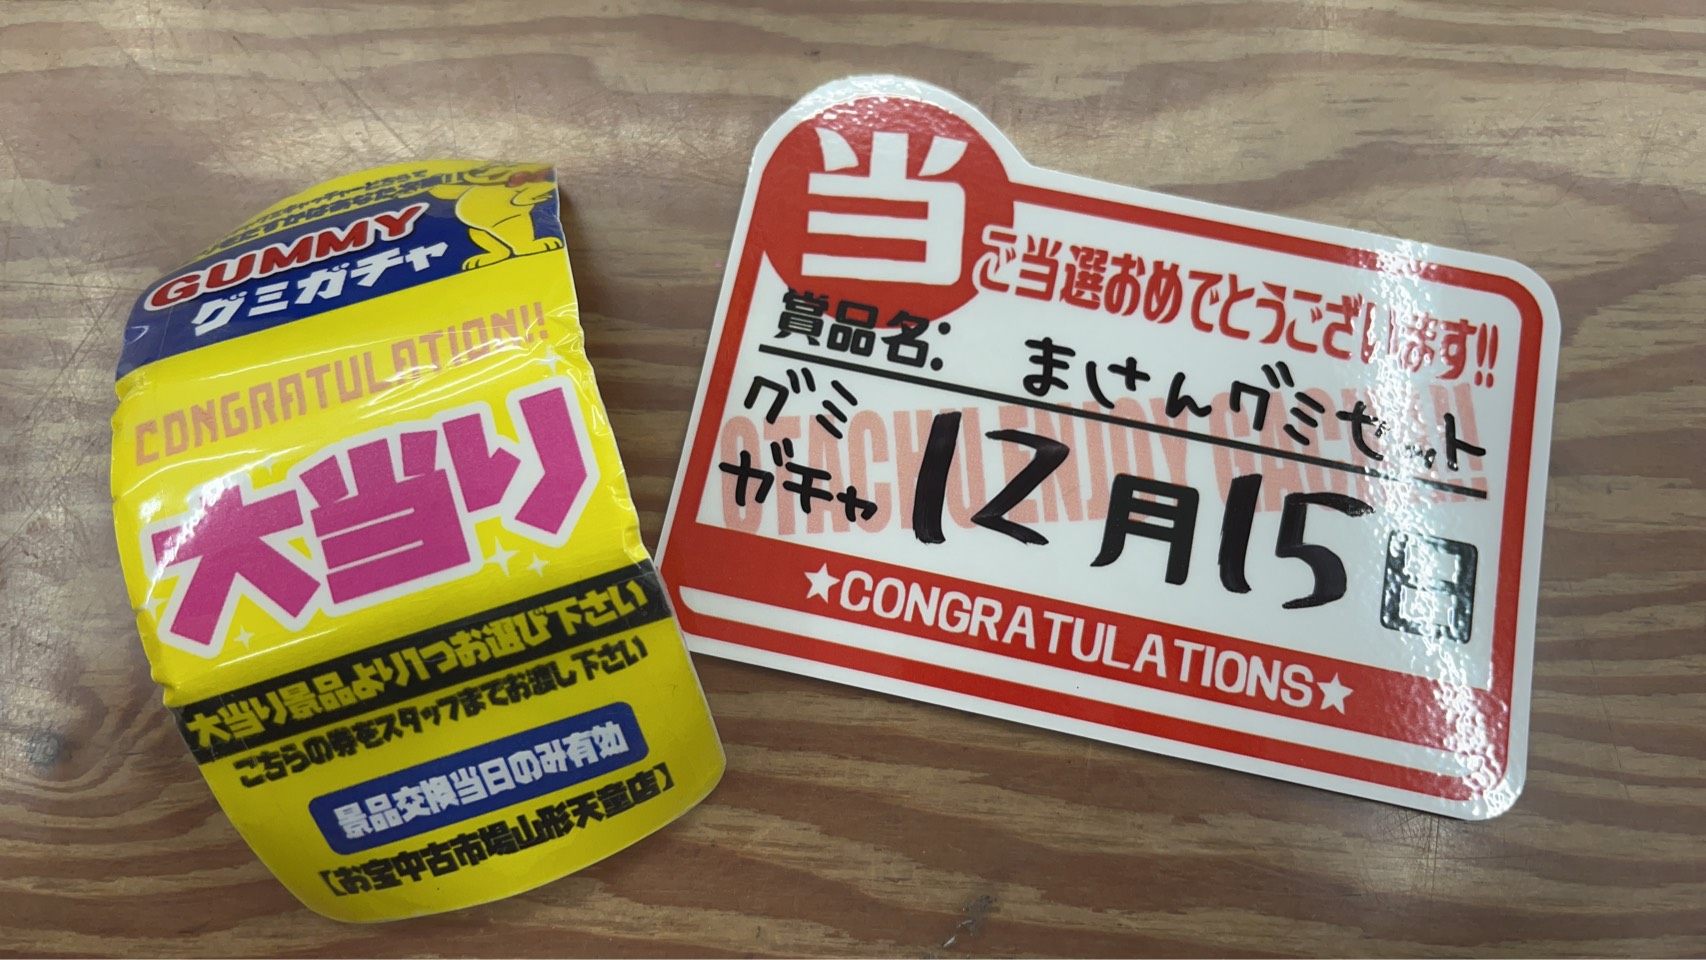 GUMMY
グミガチャ
CONGRATULATION!!
大当り
大当り景品より1つお選び下さい
こちらの券をスタッフまでお渡し下さい
景品交換当日のみ有効
【お宝中古市場山形天童店】
当
ご当選おめでとうございます!!
賞品名:
まけんグミセット
グミ
ガチャ
12月15日
★CONGRATULATIONS★